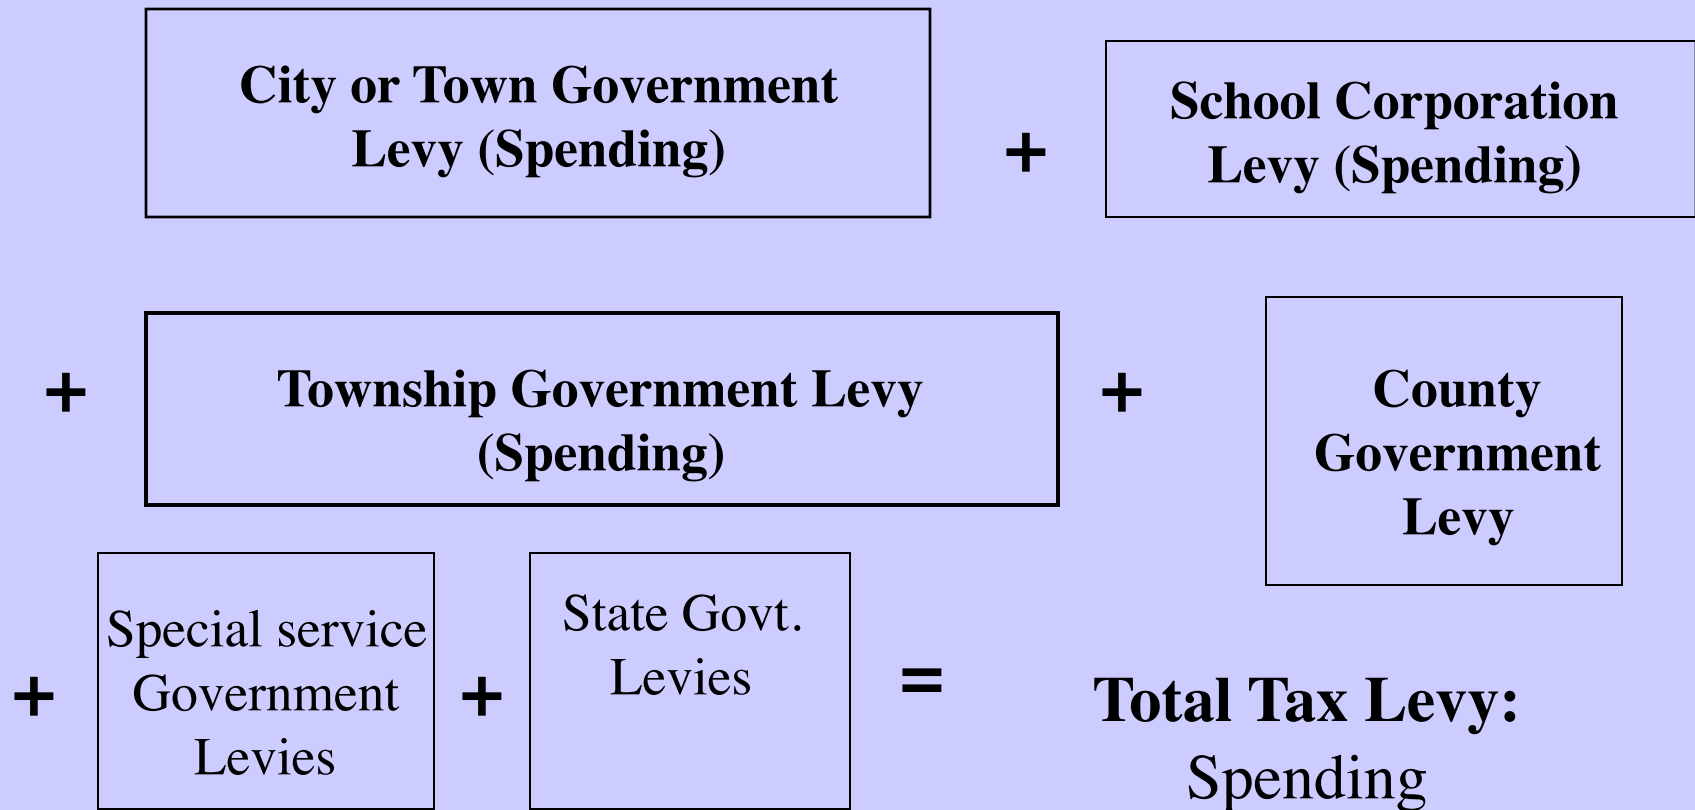 City or Town Government
Levy (Spending)
+
School Corporation
Levy (Spending)
+
Township Government Levy
(Spending)
+
County
Government
Levy
+
Special service
Government
Levies
+
State Govt.
Levies
=
Total Tax Levy:
Spending